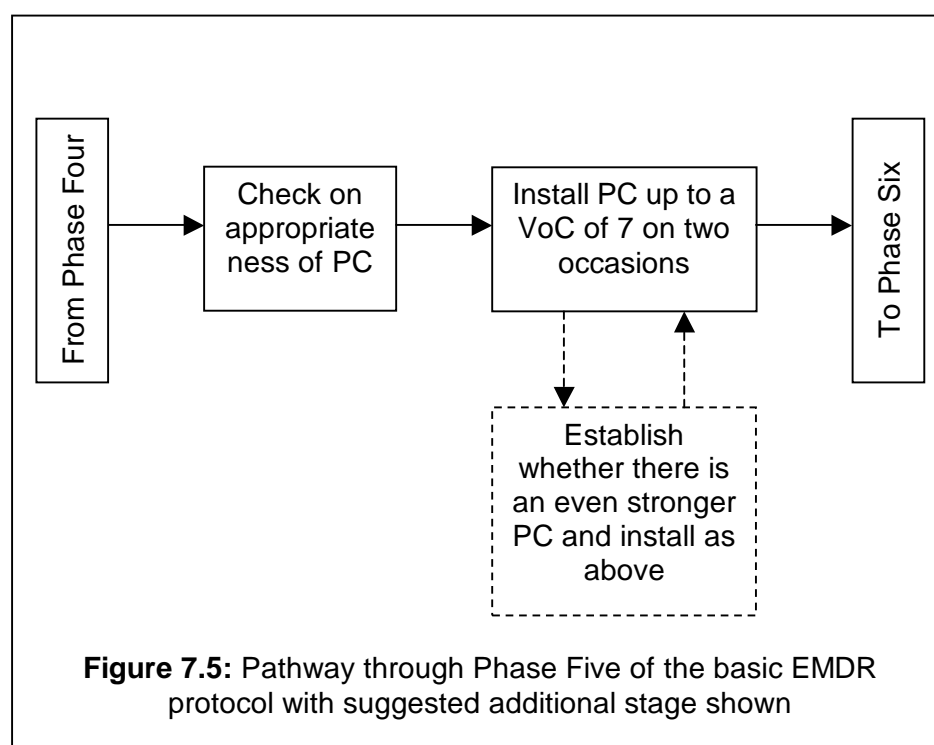 From Phase Four
Check on
appropriate
ness of PC
Install PC up to a
VoC of 7 on two
occasions
To Phase Six
Establish
whether there is
an even stronger
PC and install as
above
Figure 7.5: Pathway through Phase Five of the basic EMDR
protocol with suggested additional stage shown